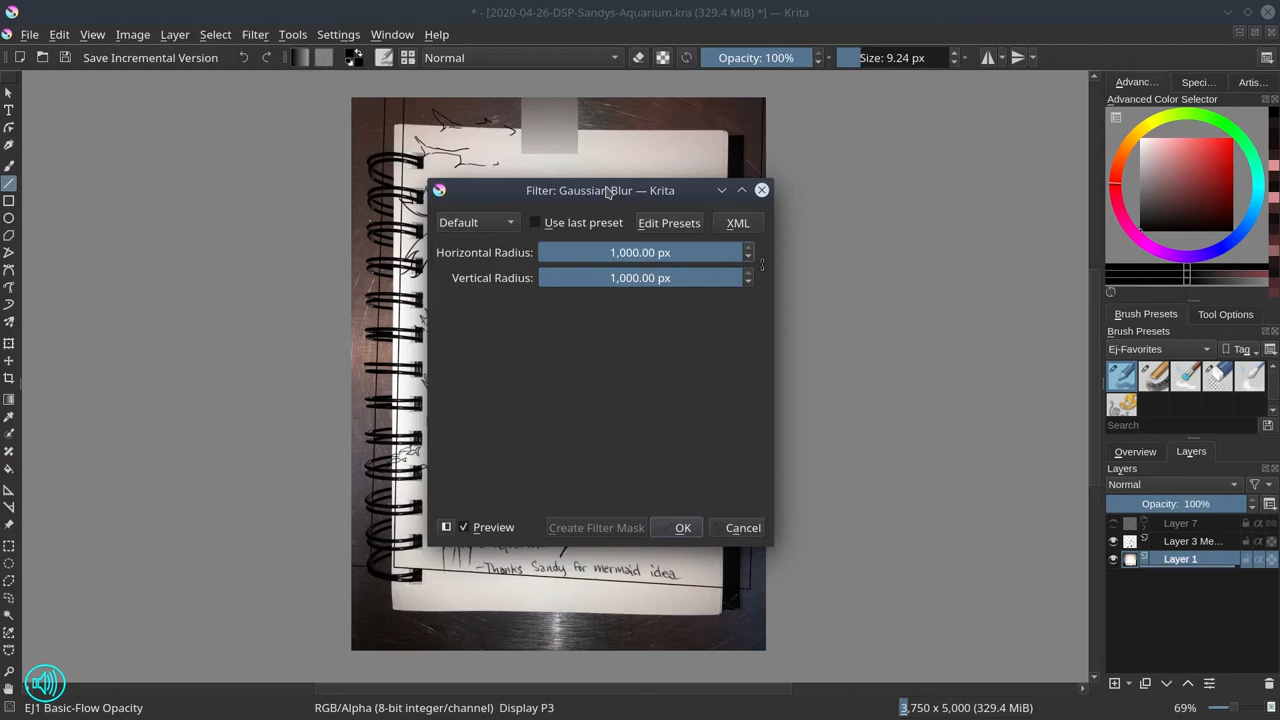 * - [2020-04-26-DSP-Sandys-Aquarium.kra (329.4 MiB) *] — Krita
File Edit View Image Layer Select Filter Tools Settings Window Help
Save Incremental Version Normal Opacity: 100% Size: 9.24 px
Advanc... Speci... Artis...
Advanced Color Selector
Filter: Gaussian Blur — Krita
Default Use last preset Edit Presets XML
Horizontal Radius: 1,000.00 px
Vertical Radius: 1,000.00 px
Preview Create Filter Mask OK Cancel
-Thanks Sandy for mermaid idea
Brush Presets Tool Options
Brush Presets
Ej-Favorites Tag
Search
Overview Layers
Layers
Normal
Opacity: 100%
Layer 7
Layer 3 Me...
Layer 1
EJ1 Basic-Flow Opacity RGB/Alpha (8-bit integer/channel) Display P3 3,750 x 5,000 (329.4 MiB) 69%